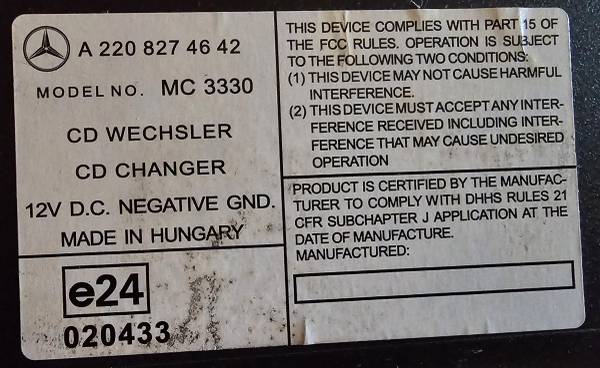 A 220 827 46 42
MODEL NO. MC 3330
CD WECHSLER
CD CHANGER
12V D.C. NEGATIVE GND.
MADE IN HUNGARY
e24
020433
THIS DEVICE COMPLIES WITH PART 15 OF
THE FCC RULES. OPERATION IS SUBJECT
TO THE FOLLOWING TWO CONDITIONS:
(1) THIS DEVICE MAY NOT CAUSE HARMFUL
INTERFERENCE.
(2) THIS DEVICE MUST ACCEPT ANY INTER-
FERENCE RECEIVED INCLUDING INTER-
FERENCE THAT MAY CAUSE UNDESIRED
OPERATION
PRODUCT IS CERTIFIED BY THE MANUFAC-
TURER TO COMPLY WITH DHHS RULES 21
CFR SUBCHAPTER J APPLICATION AT THE
DATE OF MANUFACTURE.
MANUFACTURED: